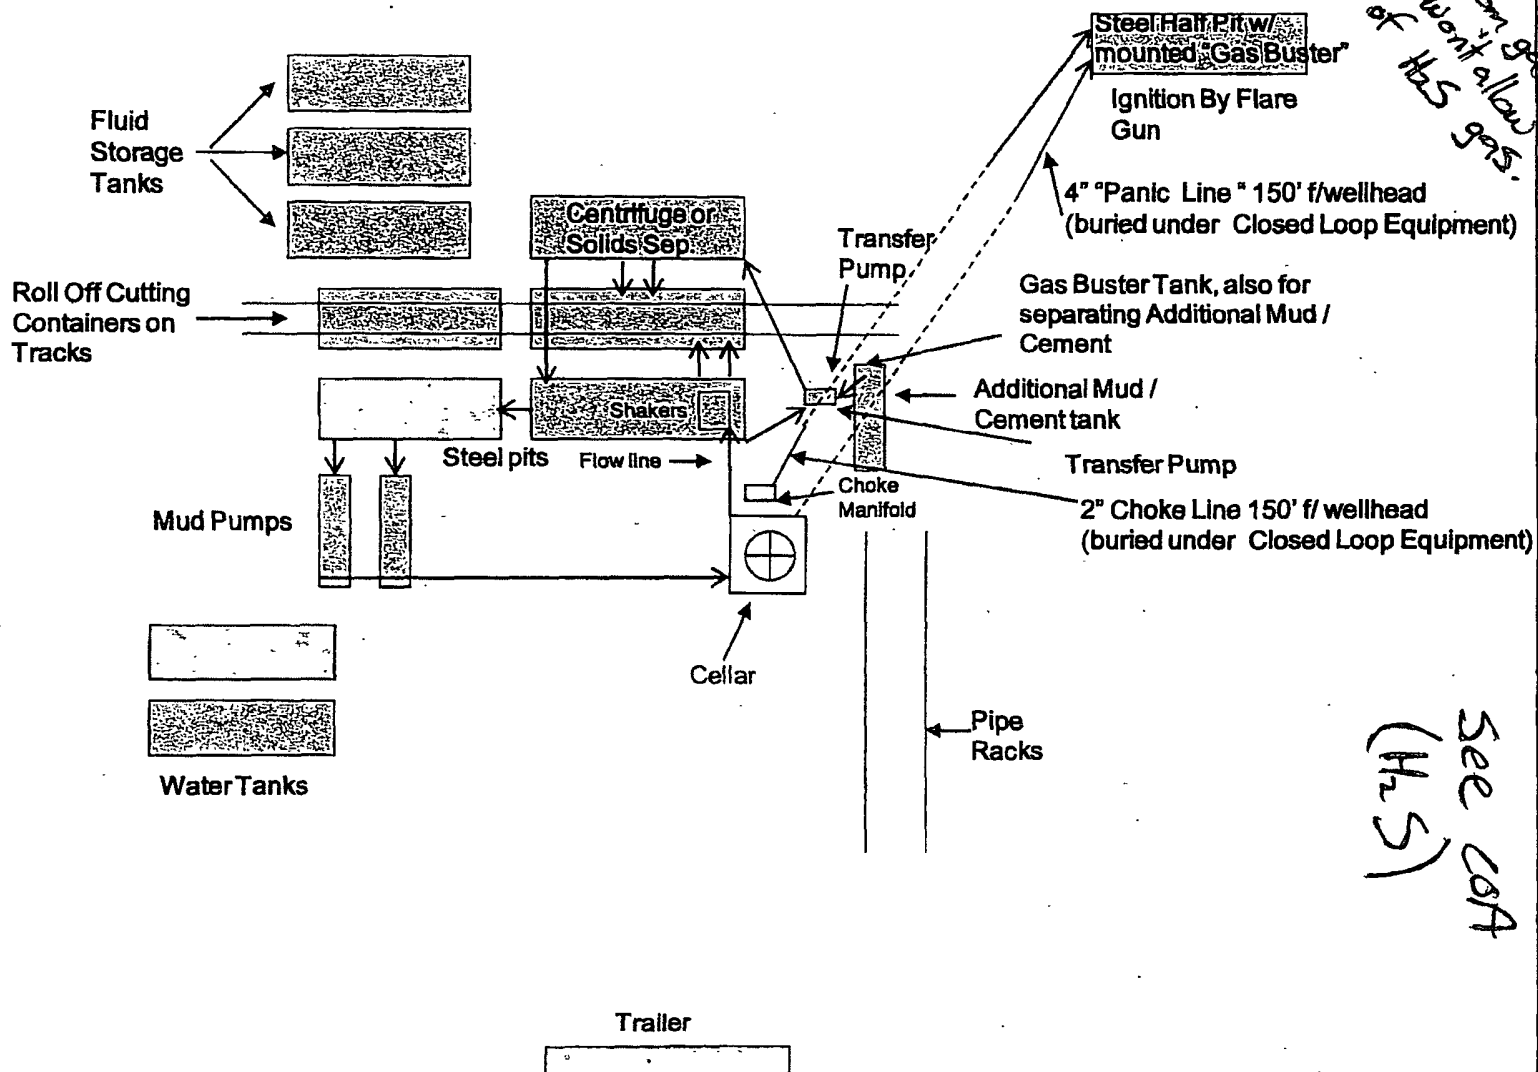 Steel Half Pit w/
mounted "Gas Buster"
Ignition By Flare
Gun
won't allow
of H2S gas.
Fluid
Storage
Tanks
4" "Panic Line " 150' f/wellhead
(buried under Closed Loop Equipment)
Centrifuge or
Solids Sep
Transfer
Pump
Roll Off Cutting
Containers on
Tracks
Gas Buster Tank, also for
separating Additional Mud /
Cement
Additional Mud /
Cement tank
Shakers
Steel pits
Flow line
Transfer Pump
Choke
Manifold
2" Choke Line 150' f/ wellhead
(buried under Closed Loop Equipment)
Mud Pumps
Cellar
Pipe
Racks
Water Tanks
See COA
(H2S)
Trailer